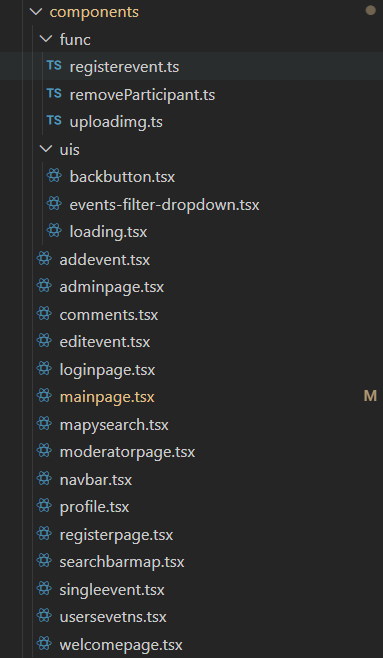 components
func
TS registerevent.ts
TS removeParticipant.ts
TS uploadimg.ts
uis
backbutton.tsx
events-filter-dropdown.tsx
loading.tsx
addevent.tsx
adminpage.tsx
comments.tsx
editevent.tsx
loginpage.tsx
mainpage.tsx M
mapysearch.tsx
moderatorpage.tsx
navbar.tsx
profile.tsx
registerpage.tsx
searchbarmap.tsx
singleevent.tsx
usersevetns.tsx
welcomepage.tsx